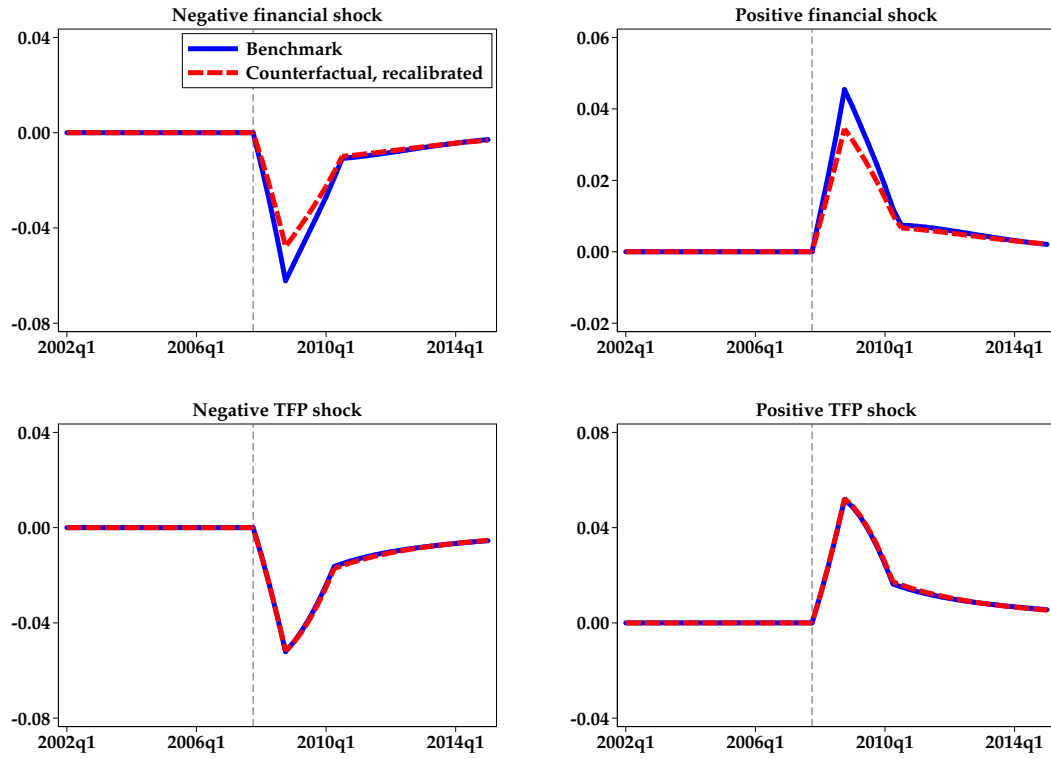 Negative financial shock
0.04
Benchmark
Counterfactual, recalibrated
0.00
-0.04
-0.08
2002q1 2006q1 2010q1 2014q1
Positive financial shock
0.06
0.04
0.02
0.00
-0.02
2002q1 2006q1 2010q1 2014q1
Negative TFP shock
0.04
0.00
-0.04
-0.08
2002q1 2006q1 2010q1 2014q1
Positive TFP shock
0.08
0.04
0.00
-0.04
2002q1 2006q1 2010q1 2014q1